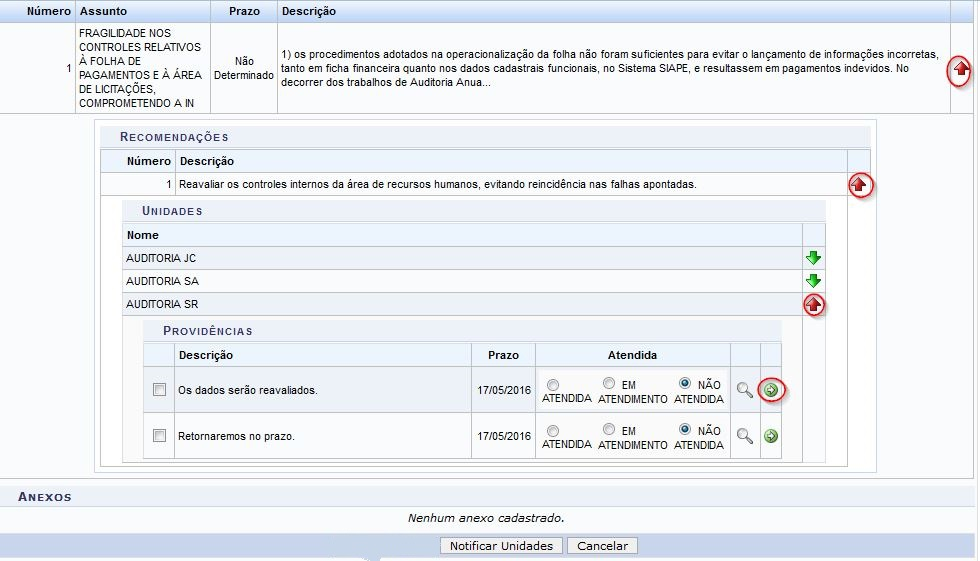 Número Assunto Prazo Descrição
FRAGILIDADE NOS
CONTROLES RELATIVOS
À FOLHA DE
PAGAMENTOS E À ÁREA
DE LICITAÇÕES,
COMPROMETENDO A IN
1
Não
Determinado
1) os procedimentos adotados na operacionalização da folha não foram suficientes para evitar o lançamento de informações incorretas,
tanto em ficha financeira quanto nos dados cadastrais funcionais, no Sistema SIAPE, e resultassem em pagamentos indevidos. No
decorrer dos trabalhos de Auditoria Anua...
RECOMENDAÇÕES
Número Descrição
1 Reavaliar os controles internos da área de recursos humanos, evitando reincidência nas falhas apontadas.
UNIDADES
Nome
AUDITORIA JC
AUDITORIA SA
AUDITORIA SR
PROVIDÊNCIAS
Descrição Prazo Atendida
Os dados serão reavaliados. 17/05/2016
ATENDIDA
EM
ATENDIMENTO
NÃO
ATENDIDA
Retornaremos no prazo. 17/05/2016
ATENDIDA
EM
ATENDIMENTO
NÃO
ATENDIDA
ANEXOS
Nenhum anexo cadastrado.
Notificar Unidades Cancelar